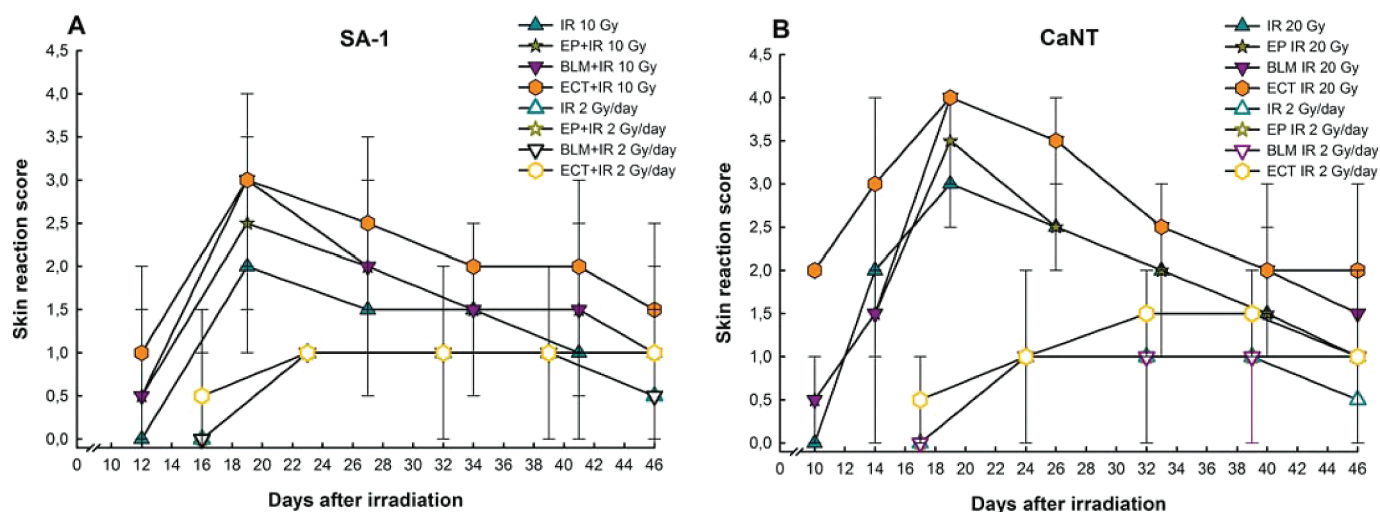 A
SA-1
IR 10 Gy
EP+IR 10 Gy
BLM+IR 10 Gy
ECT+IR 10 Gy
IR 2 Gy/day
EP+IR 2 Gy/day
BLM+IR 2 Gy/day
ECT+IR 2 Gy/day
4,5
4,0
3,5
3,0
2,5
2,0
1,5
1,0
0,5
0,0
Skin reaction score
0 10 12 14 16 18 20 22 24 26 28 30 32 34 36 38 40 42 44 46
Days after irradiation
B
CaNT
IR 20 Gy
EP IR 20 Gy
BLM IR 20 Gy
ECT IR 20 Gy
IR 2 Gy/day
EP IR 2 Gy/day
BLM IR 2 Gy/day
ECT IR 2 Gy/day
4,5
4,0
3,5
3,0
2,5
2,0
1,5
1,0
0,5
0,0
Skin reaction score
0 10 12 14 16 18 20 22 24 26 28 30 32 34 36 38 40 42 44 46
Days after irradiation